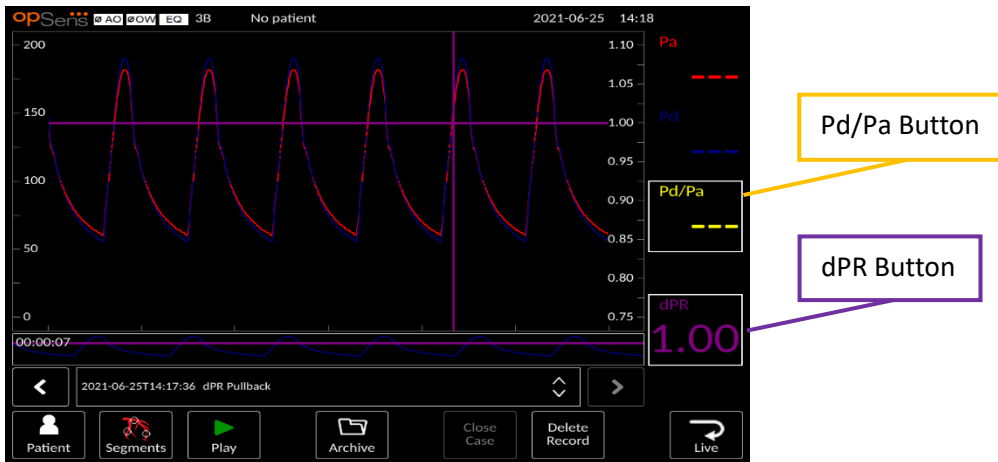 opSens ø AO øOW EQ 3B No patient 2021-06-25 14:18
200 1.10 Pa
---
1.05
Pd
150 1.00
---
0.95
100 0.90 Pd/Pa
---
50 0.85
0.80
0 0.75 dPR
1.00
00:00:07
2021-06-25T14:17:36 dPR Pullback
Patient Segments Play Archive Close Case Delete Record Live
Pd/Pa Button
dPR Button